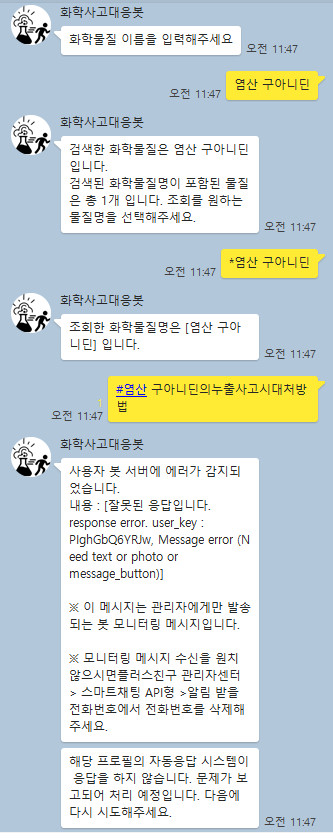 화학사고대응봇
화학물질 이름을 입력해주세요
오전 11:47
염산 구아니딘
오전 11:47
화학사고대응봇
검색한 화학물질은 염산 구아니딘
입니다.
검색된 화학물질명이 포함된 물질
은 총 1개 입니다. 조회를 원하는
물질명을 선택해주세요.
오전 11:47
*염산 구아니딘
오전 11:47
화학사고대응봇
조회한 화학물질명은 [염산 구아
니딘] 입니다.
오전 11:47
#염산 구아니딘의누출사고시대처방
법
1
오전 11:47
화학사고대응봇
사용자 봇 서버에 에러가 감지되
었습니다.
내용 : [잘못된 응답입니다.
response error. user_key :
PIghGbQ6YRJw, Message error (N
eed text or photo or
message_button)]
※ 이 메시지는 관리자에게만 발송
되는 봇 모니터링 메시지입니다.
※ 모니터링 메시지 수신을 원치
않으시면플러스친구 관리자센터
> 스마트채팅 API형 >알림 받을
전화번호에서 전화번호를 삭제해
주세요.
해당 프로필의 자동응답 시스템이
응답을 하지 않습니다. 문제가 보
고되어 처리 예정입니다. 다음에
다시 시도해주세요.
오전 11:47